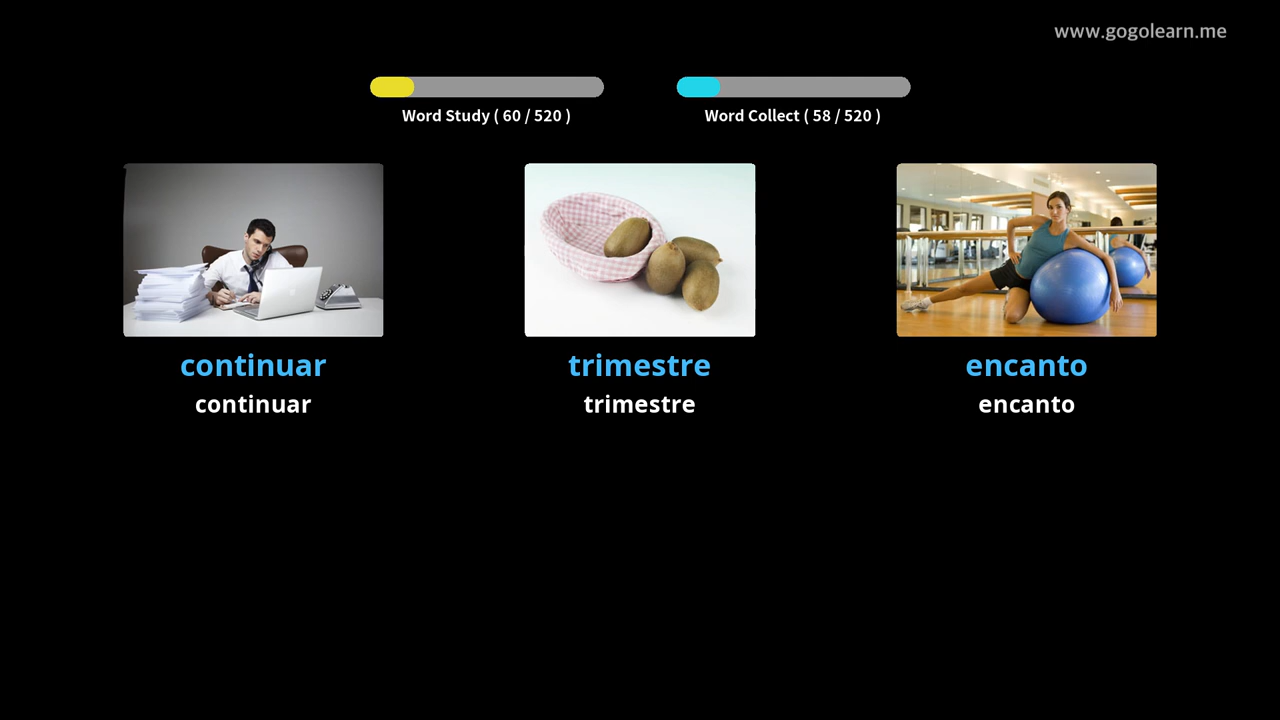 www.gogolearn.me
Word Study ( 60 / 520 )
Word Collect ( 58 / 520 )
continuar
continuar
trimestre
trimestre
encanto
encanto